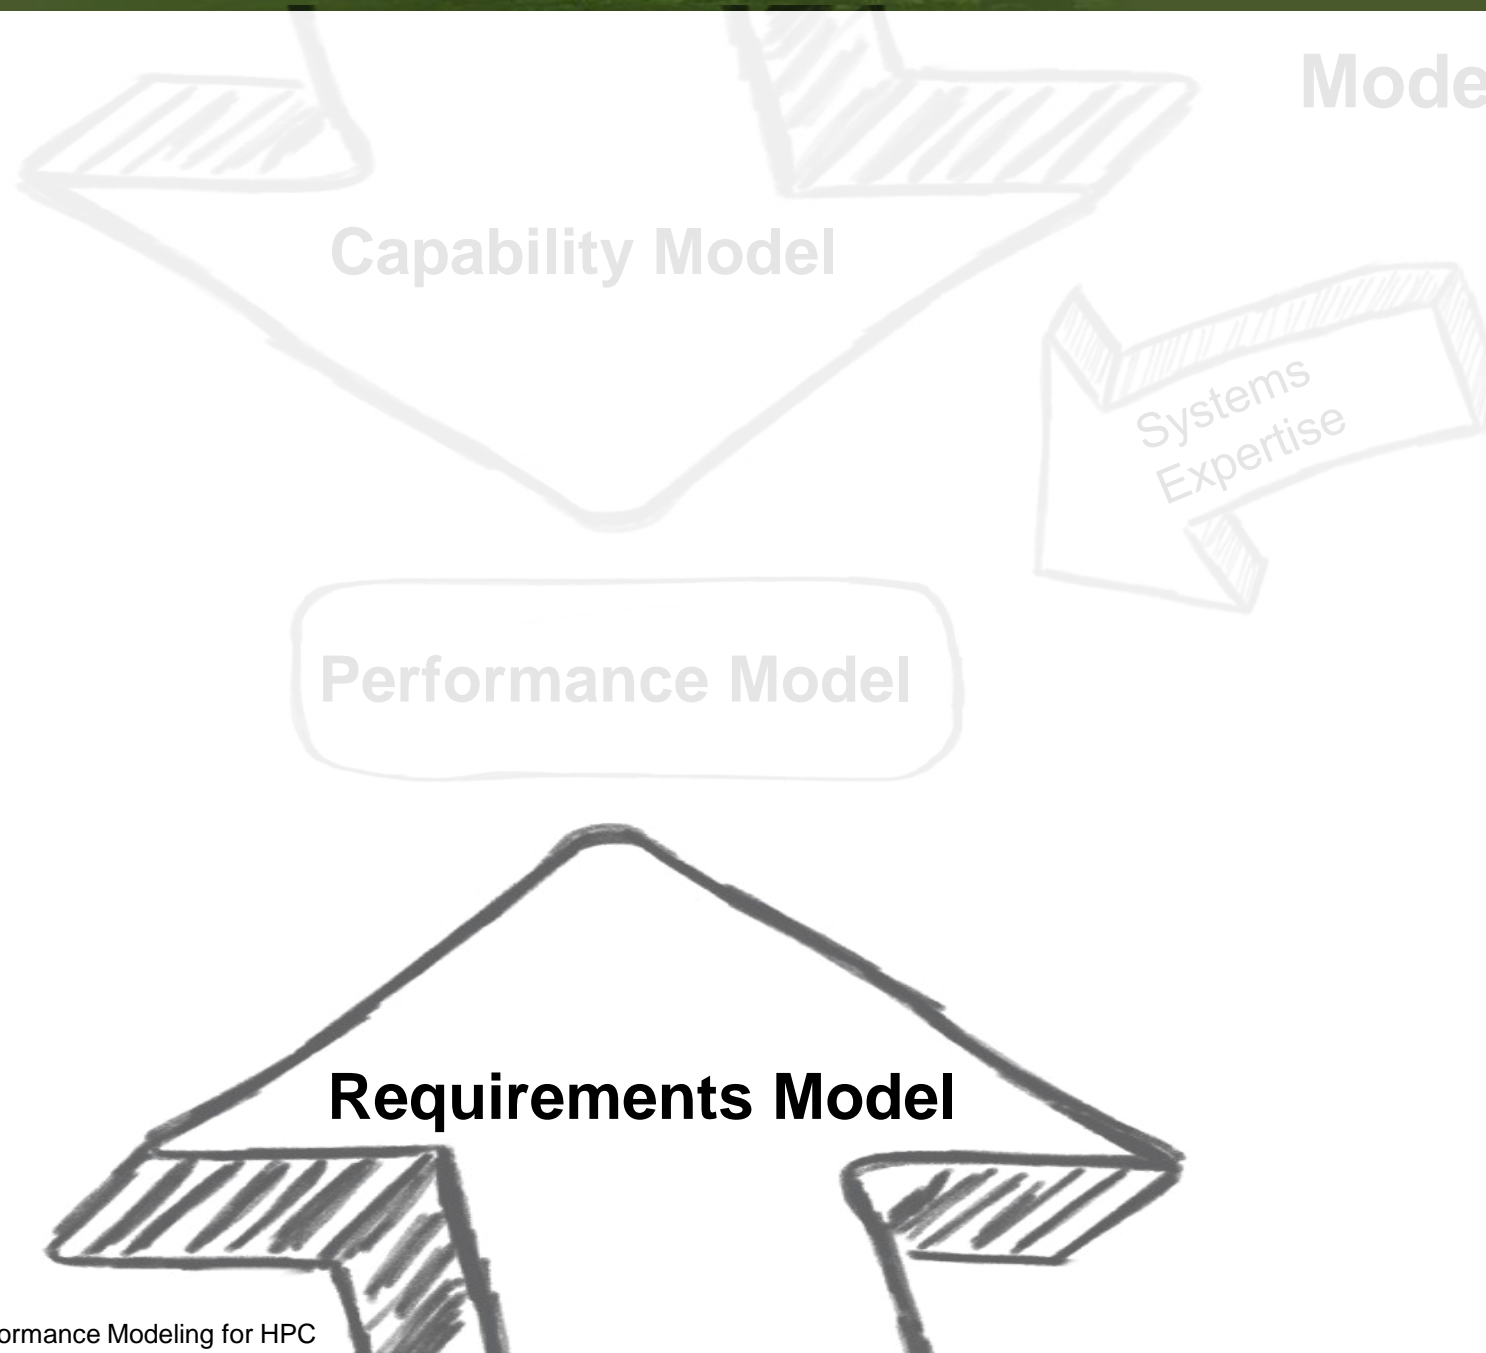 Mode
Capability Model
Systems
Expertise
Performance Model
Requirements Model
ormance Modeling for HPC